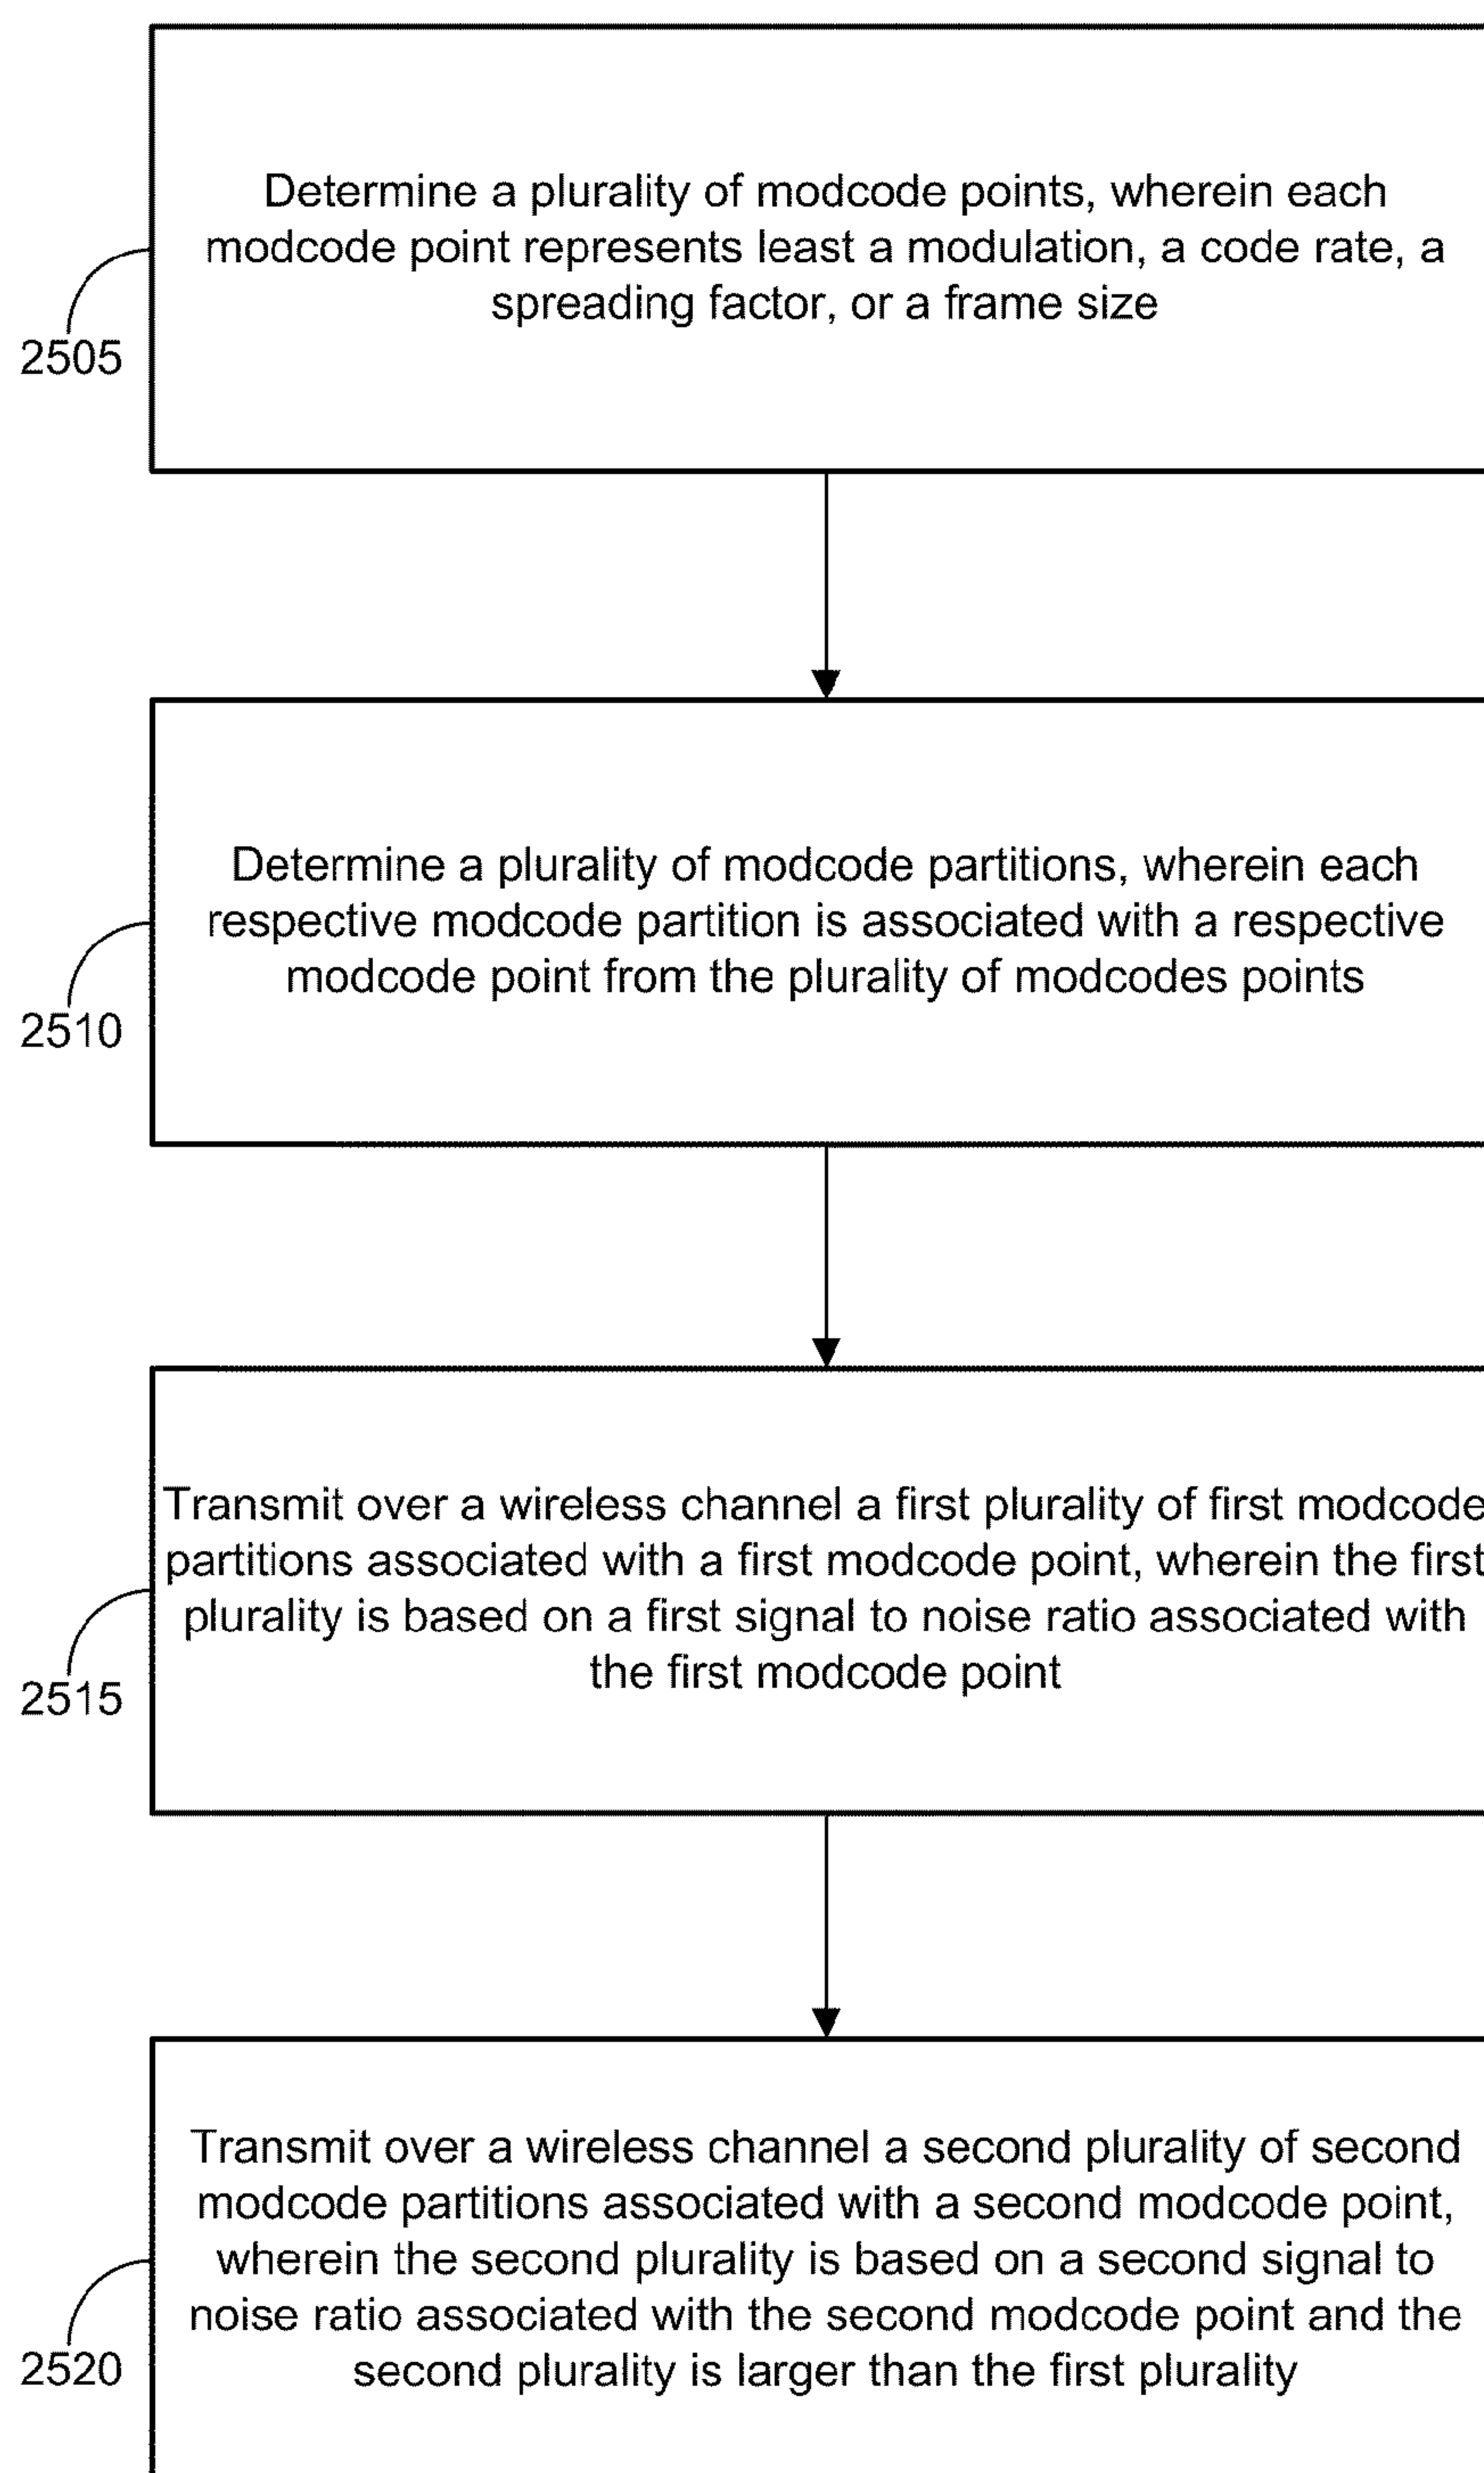 Determine a plurality of modcode points, wherein each
modcode point represents least a modulation, a code rate, a
spreading factor, or a frame size
2505
Determine a plurality of modcode partitions, wherein each
respective modcode partition is associated with a respective
modcode point from the plurality of modcodes points
2510
Transmit over a wireless channel a first plurality of first modcode
partitions associated with a first modcode point, wherein the first
plurality is based on a first signal to noise ratio associated with
the first modcode point
2515
Transmit over a wireless channel a second plurality of second
modcode partitions associated with a second modcode point,
wherein the second plurality is based on a second signal to
noise ratio associated with the second modcode point and the
second plurality is larger than the first plurality
2520